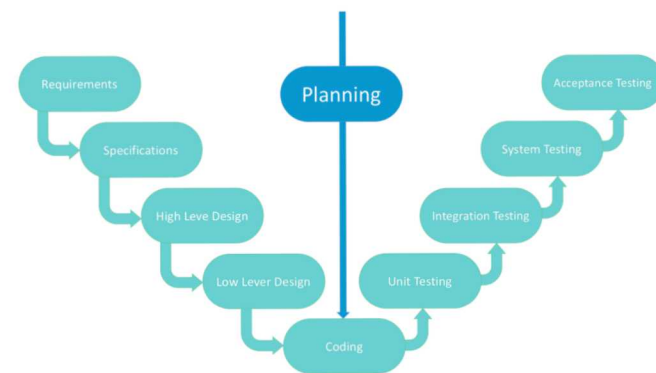 Requirements
Specifications
High Leve Design
Low Lever Design
Coding
Planning
Unit Testing
Integration Testing
System Testing
Acceptance Testing